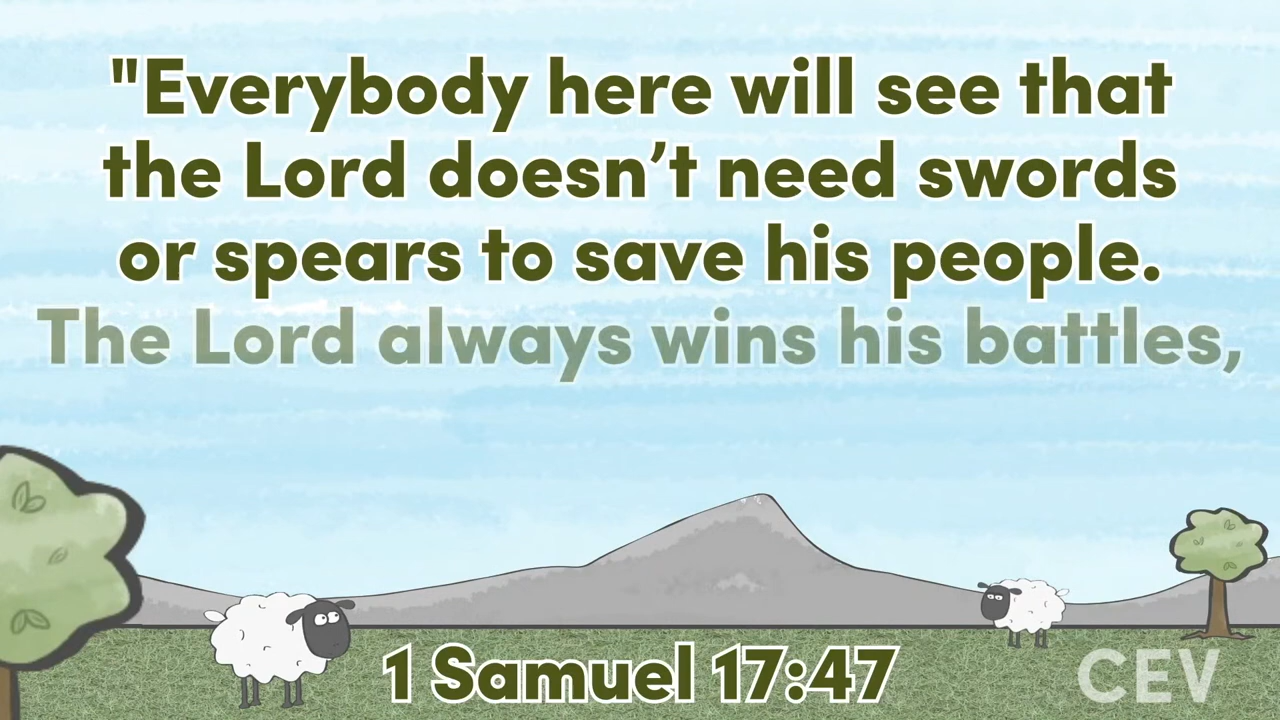 "Everybody here will see that
the Lord doesn’t need swords
or spears to save his people.
The Lord always wins his battles,
1 Samuel 17:47
CEV